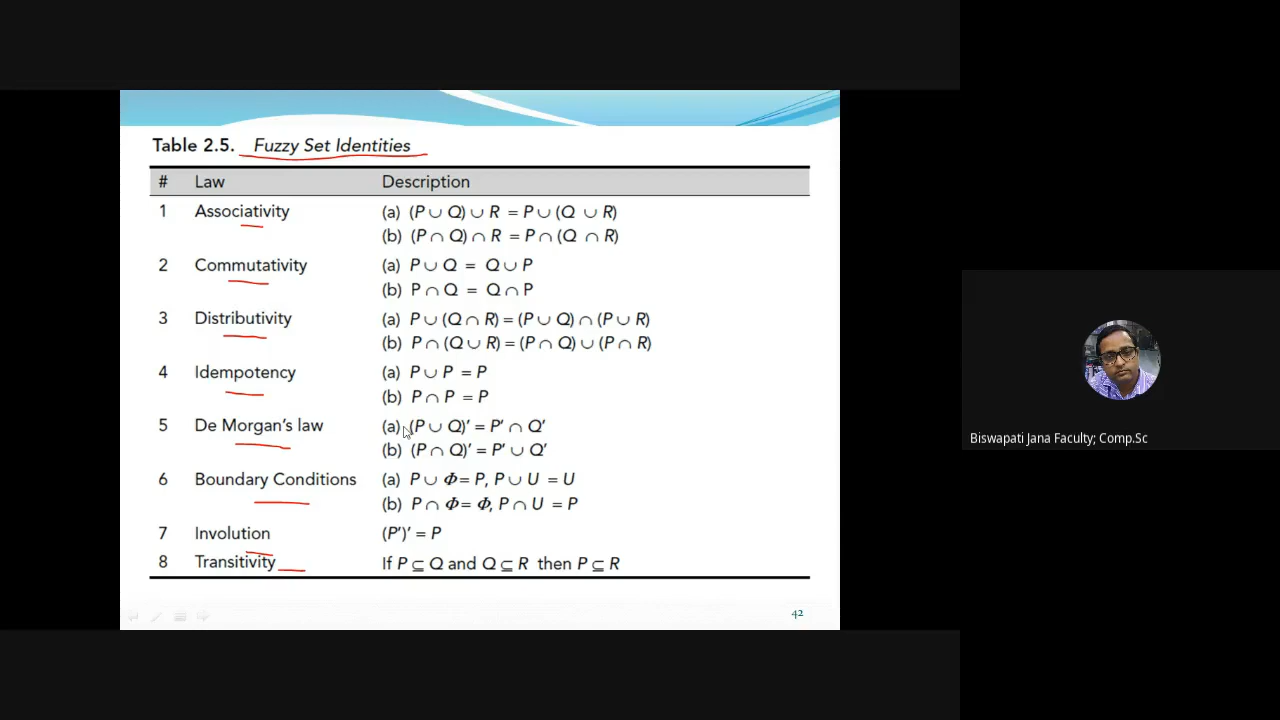 Table 2.5. Fuzzy Set Identities
# Law Description
1 Associativity (a) (P ∪ Q) ∪ R = P ∪ (Q ∪ R)
(b) (P ∩ Q) ∩ R = P ∩ (Q ∩ R)
2 Commutativity (a) P ∪ Q = Q ∪ P
(b) P ∩ Q = Q ∩ P
3 Distributivity (a) P ∪ (Q ∩ R) = (P ∪ Q) ∩ (P ∪ R)
(b) P ∩ (Q ∪ R) = (P ∩ Q) ∪ (P ∩ R)
4 Idempotency (a) P ∪ P = P
(b) P ∩ P = P
5 De Morgan's law (a) (P ∪ Q)′ = P′ ∩ Q′
(b) (P ∩ Q)′ = P′ ∪ Q′
6 Boundary Conditions (a) P ∪ Φ = P, P ∪ U = U
(b) P ∩ Φ = Φ, P ∩ U = P
7 Involution (P′)′ = P
8 Transitivity If P ⊆ Q and Q ⊆ R then P ⊆ R
42
Biswapati Jana Faculty; Comp.Sc